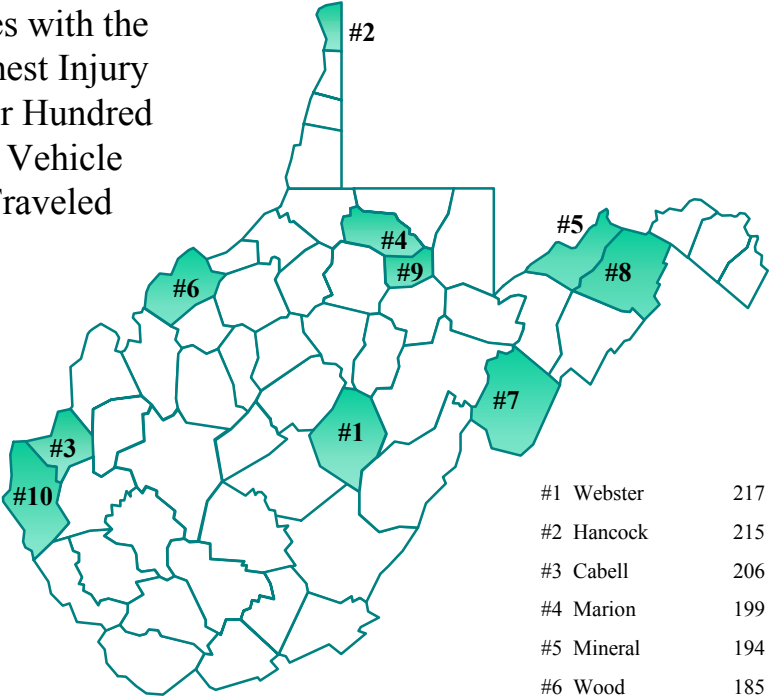 es with the
hest Injury
r Hundred
Vehicle
Traveled
#2
#5
#4
#9
#8
#6
#7
#1
#3
#10
#1 Webster 217
#2 Hancock 215
#3 Cabell 206
#4 Marion 199
#5 Mineral 194
#6 Wood 185